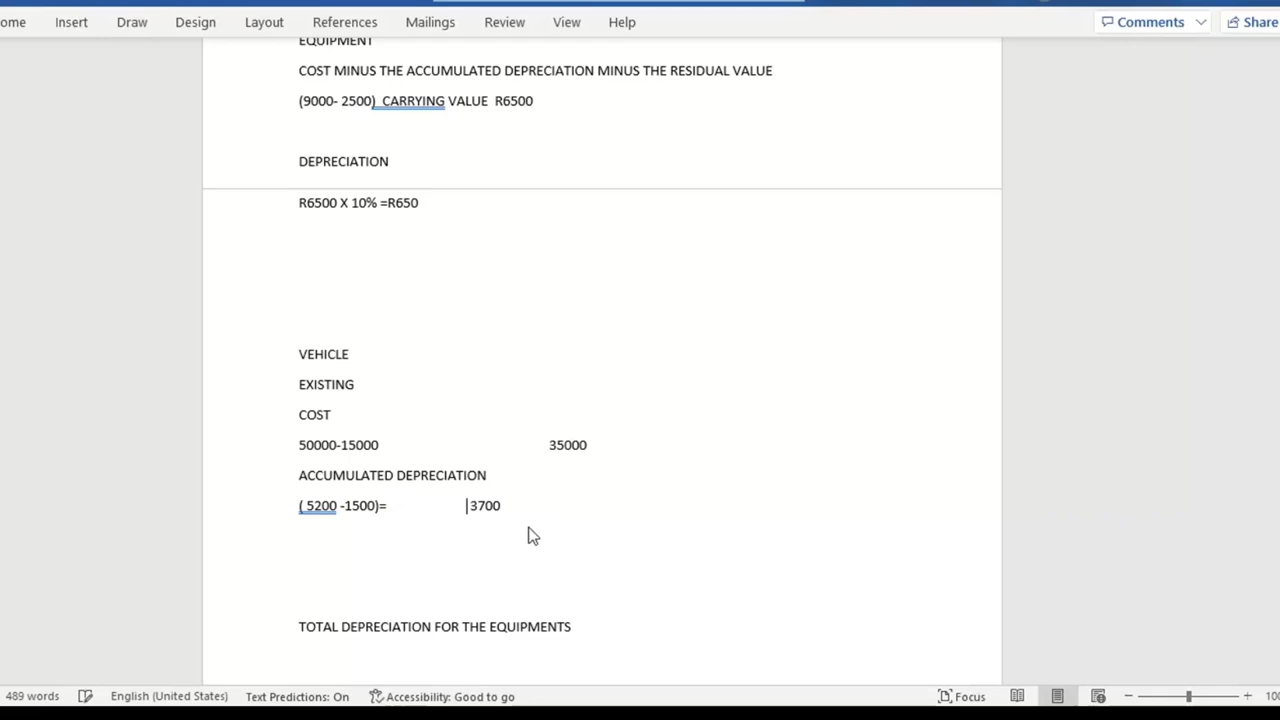 ome Insert Draw Design Layout References Mailings Review View Help Comments Share
EQUIPMENT
COST MINUS THE ACCUMULATED DEPRECIATION MINUS THE RESIDUAL VALUE
(9000- 2500) CARRYING VALUE R6500
DEPRECIATION
R6500 X 10% =R650
VEHICLE
EXISTING
COST
50000-15000 35000
ACCUMULATED DEPRECIATION
( 5200 -1500)= 3700
TOTAL DEPRECIATION FOR THE EQUIPMENTS
489 words English (United States) Text Predictions: On Accessibility: Good to go Focus 100